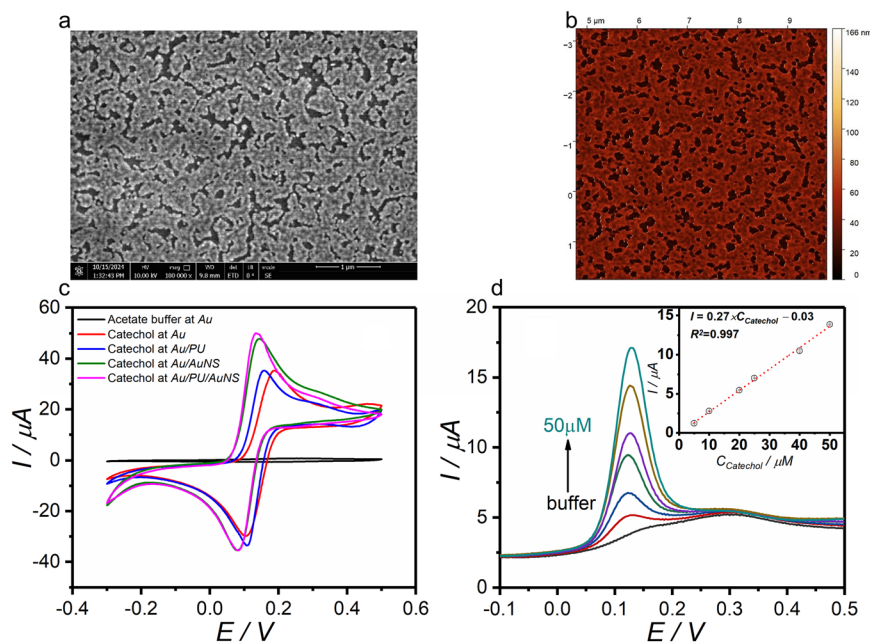 a
10/15/2024 HV mag WD det tilt mode
1:32:43 PM 10.00 kV 100 000 x 9.8 mm ETD 8 ° SE 1 µm
b
5 µm 6 7 8 9
−3
−2
−1
0
1
166 nm
140
120
100
80
60
40
20
0
c
Acetate buffer at Au
Catechol at Au
Catechol at Au/PU
Catechol at Au/AuNS
Catechol at Au/PU/AuNS
I / µA
60
40
20
0
-20
-40
-0.4 -0.2 0.0 0.2 0.4 0.6
E / V
d
I / µA
20
15
10
5
0
-0.1 0.0 0.1 0.2 0.3 0.4 0.5
E / V
50µM
buffer
I = 0.27×C_Catechol − 0.03
R²=0.997
I / µA
15
10
5
0
0 10 20 30 40 50
C_Catechol / µM